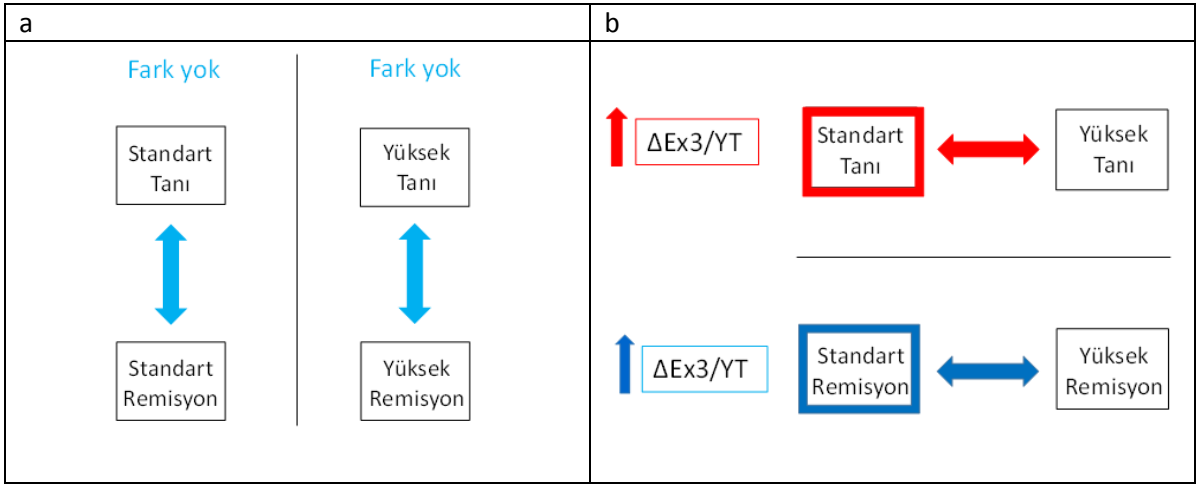 a
Fark yok
Fark yok
Standart
Tanı
Yüksek
Tanı
Standart
Remisyon
Yüksek
Remisyon
b
ΔEx3/YT
Standart
Tanı
Yüksek
Tanı
ΔEx3/YT
Standart
Remisyon
Yüksek
Remisyon